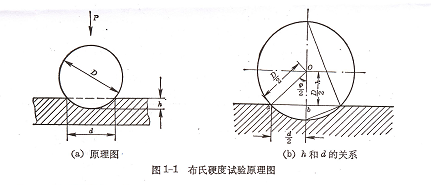 P
D
h
d
(a) 原理图
D/2
O
φ/2
D/2-h
a
b
d/2
(b) h和d的关系
图1-1 布氏硬度试验原理图